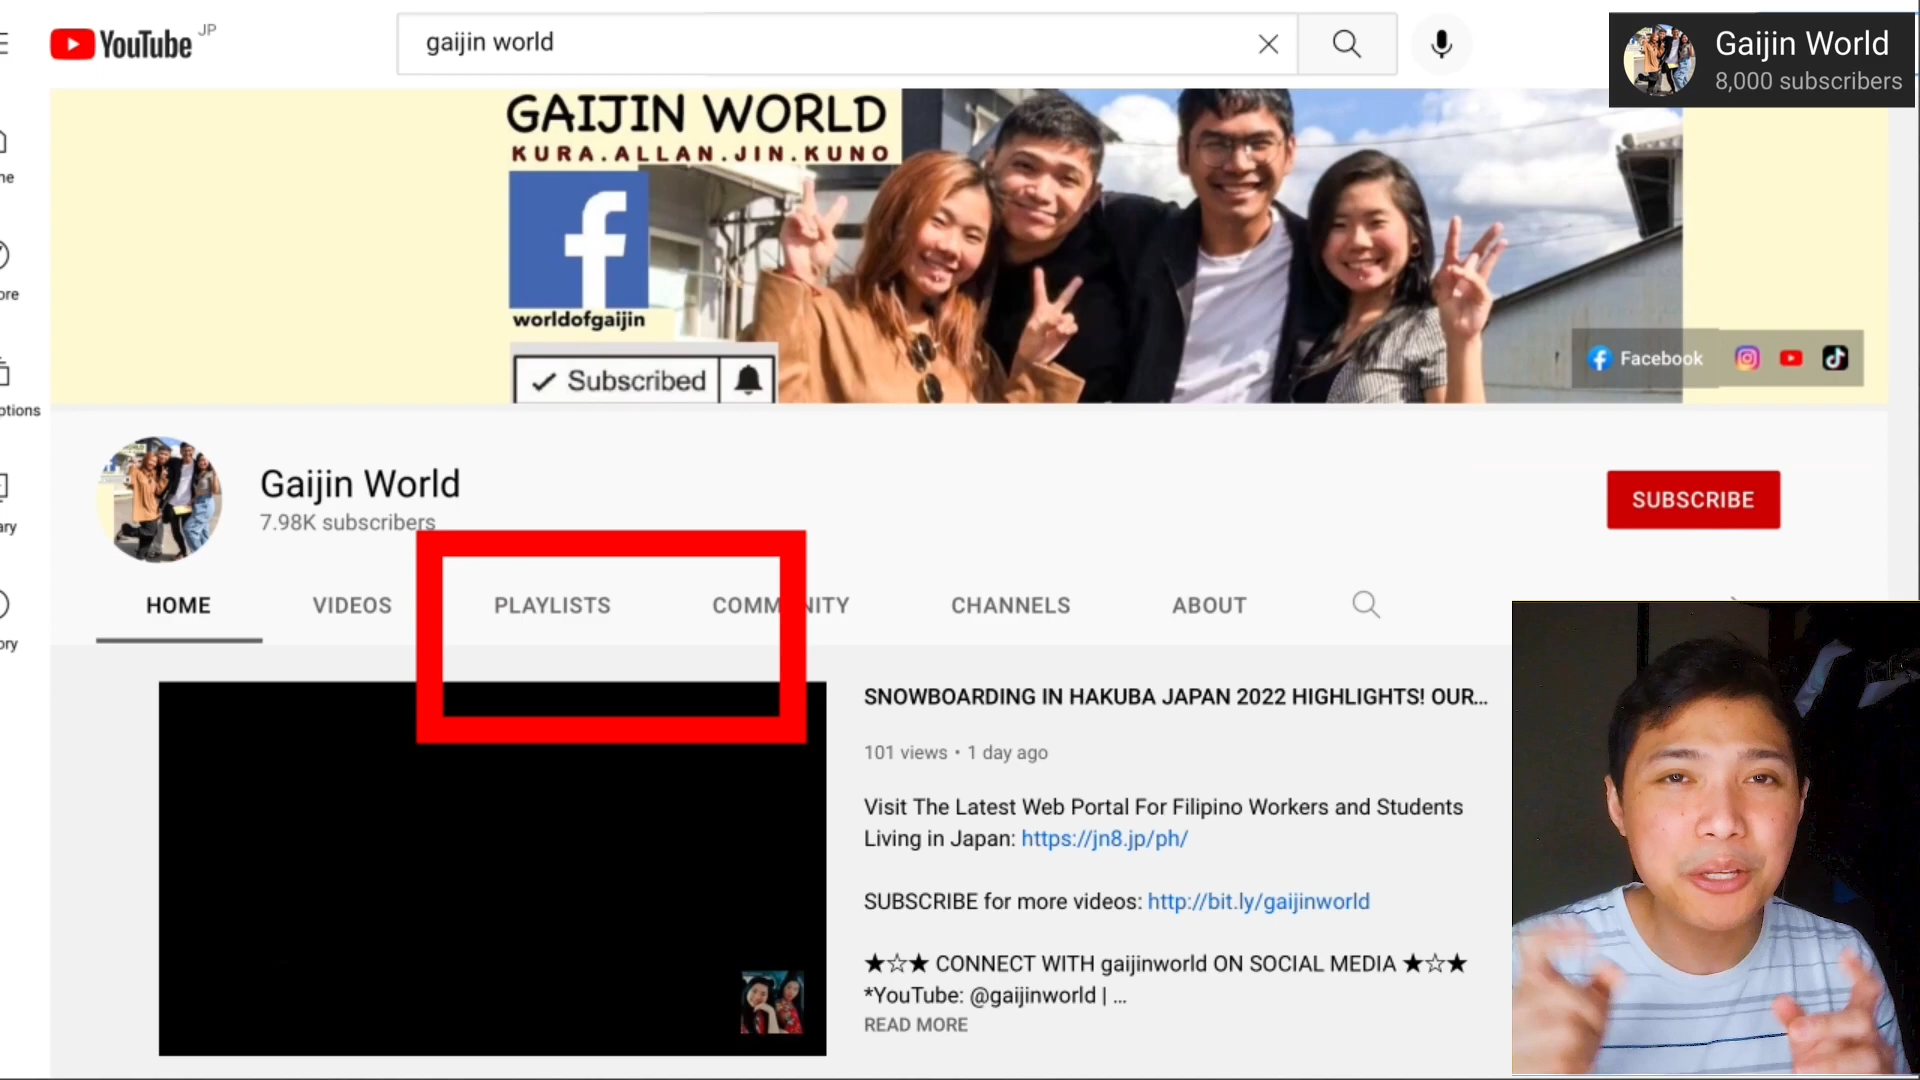 YouTube JP
gaijin world
Gaijin World
8,000 subscribers
GAIJIN WORLD
KURA.ALLAN.JIN.KUNO
f
worldofgaijin
Subscribed
Facebook
Gaijin World
7.98K subscribers
SUBSCRIBE
HOME VIDEOS PLAYLISTS COMMUNITY CHANNELS ABOUT
SNOWBOARDING IN HAKUBA JAPAN 2022 HIGHLIGHTS! OUR...
101 views • 1 day ago
Visit The Latest Web Portal For Filipino Workers and Students
Living in Japan: https://jn8.jp/ph/
SUBSCRIBE for more videos: http://bit.ly/gaijinworld
★☆★ CONNECT WITH gaijinworld ON SOCIAL MEDIA ★☆★
*YouTube: @gaijinworld | ...
READ MORE